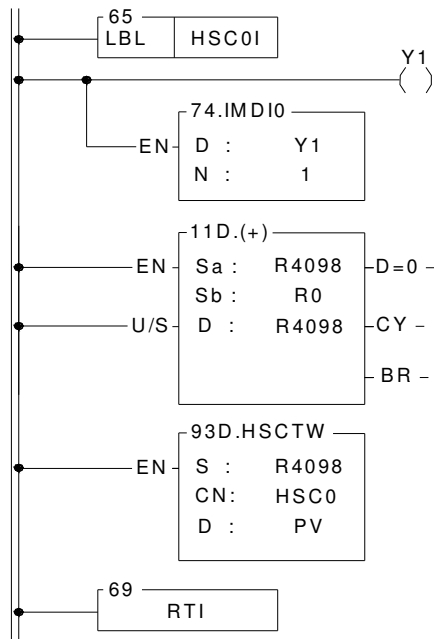 65
LBL HSC0I
Y1
74.IMDI0
EN D : Y1
N : 1
11D.(+)
EN Sa : R4098 D=0
Sb : R0
U/S D : R4098 CY
BR
93D.HSCTW
EN S : R4098
CN: HSC0
D : PV
69
RTI